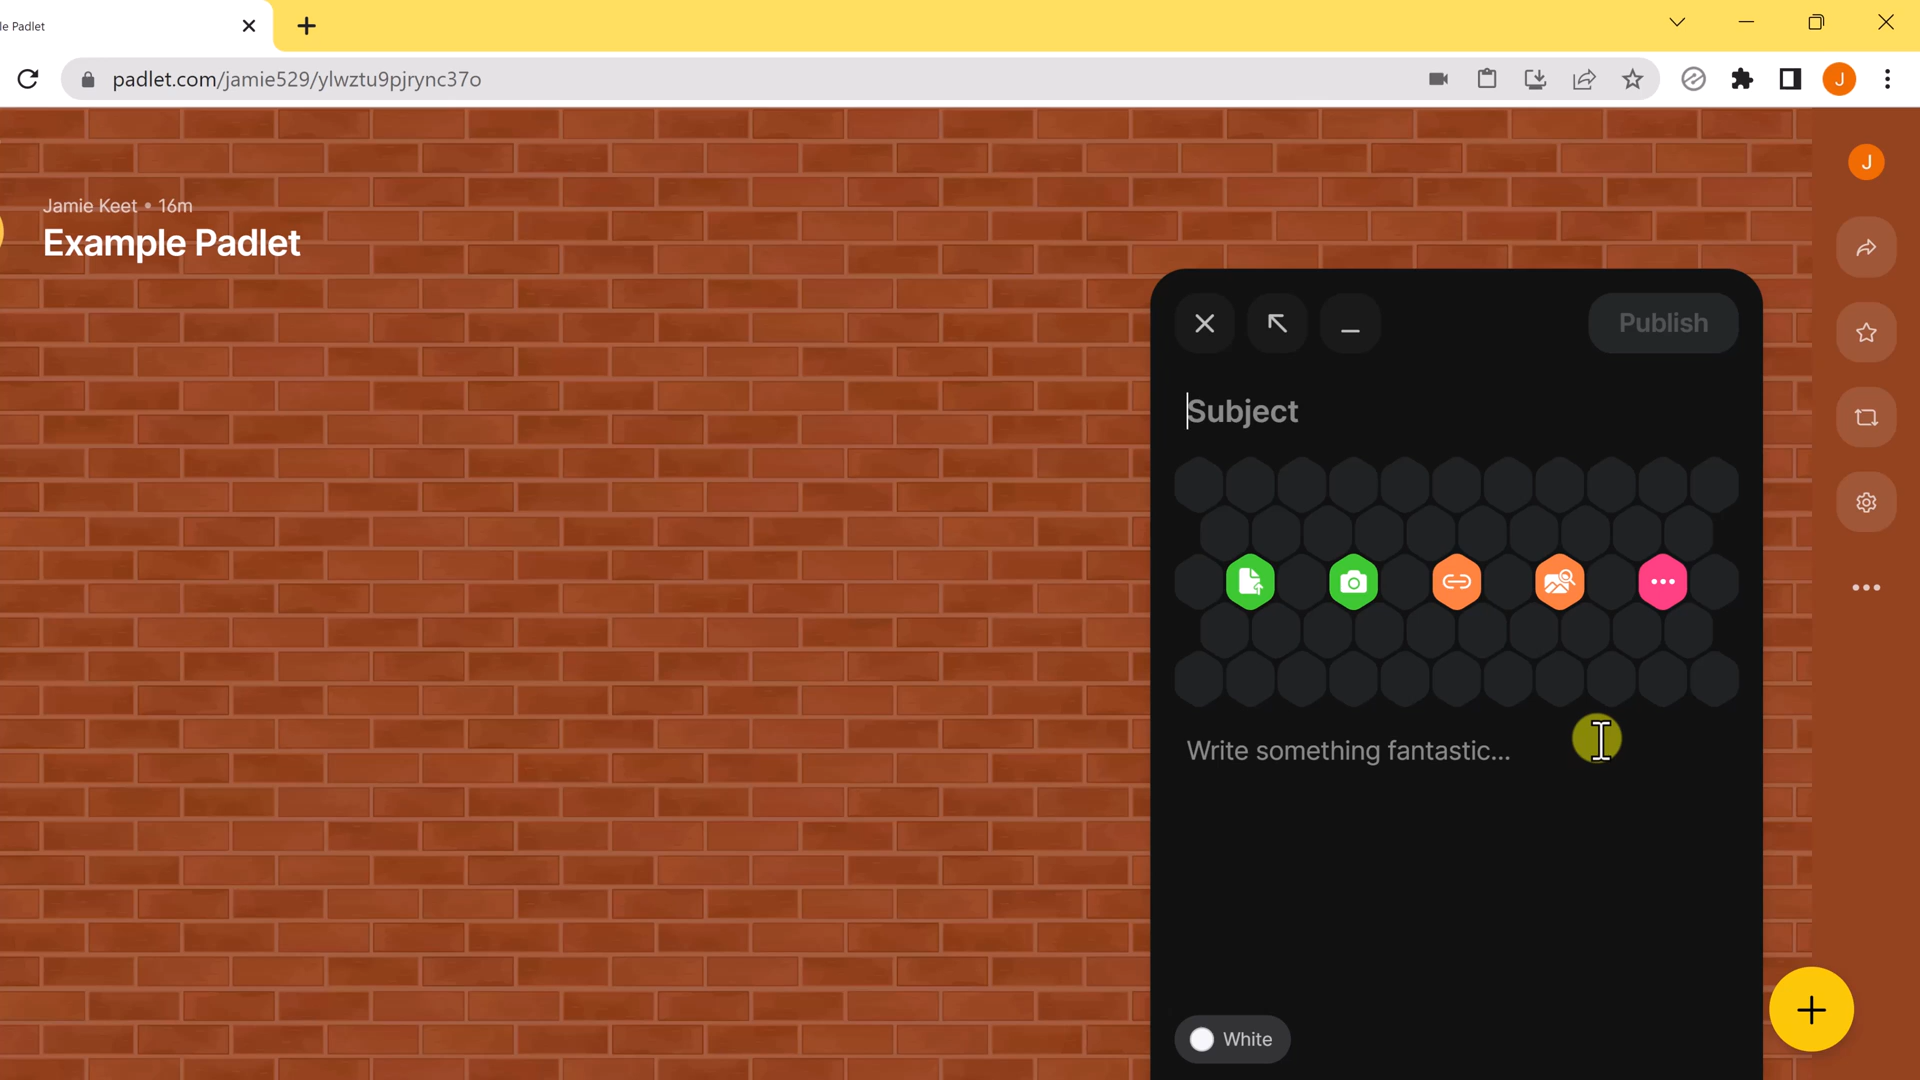 le Padlet
padlet.com/jamie529/ylwztu9pjrync37o
J
J
Jamie Keet • 16m
Example Padlet
Publish
Subject
Write something fantastic...
White